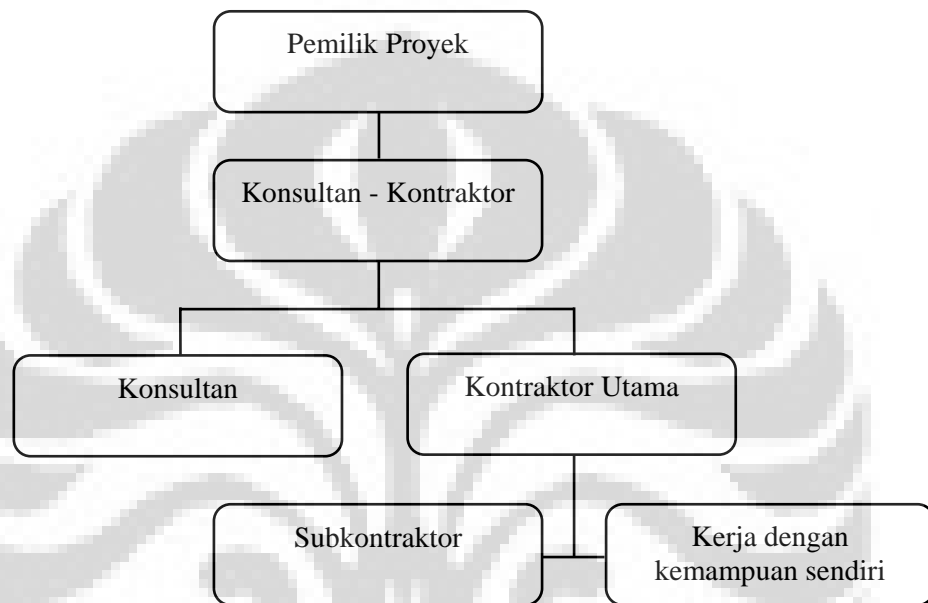 Pemilik Proyek
Konsultan - Kontraktor
Konsultan
Kontraktor Utama
Subkontraktor
Kerja dengan
kemampuan sendiri